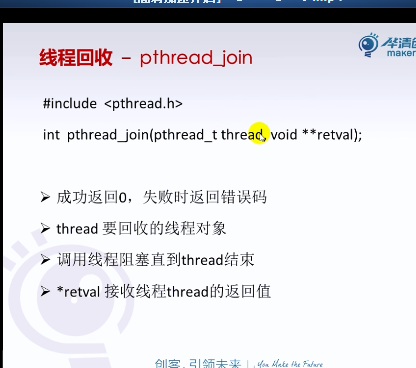 线程回收 – pthread_join
华清
maker
#include <pthread.h>
int pthread_join(pthread_t thread, void **retval);
➤ 成功返回0，失败时返回错误码
➤ thread 要回收的线程对象
➤ 调用线程阻塞直到thread结束
➤ *retval 接收线程thread的返回值
创客，引领未来 | You Make the Future